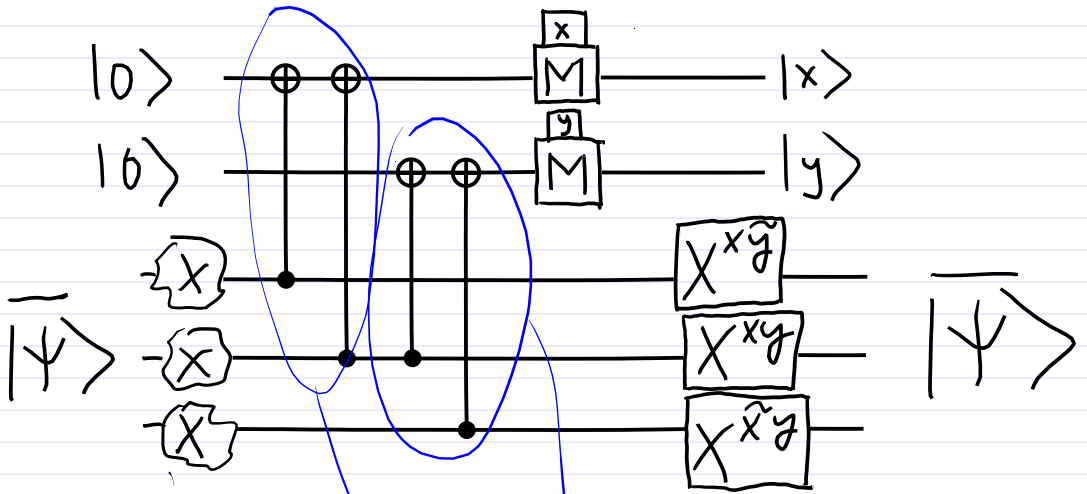 x
|0⟩ M |x⟩
y
|0⟩ M |y⟩
X X^{xỹ}
|Ψ̅⟩ X X^{xy} |Ψ̅⟩
X X^{x̃y}